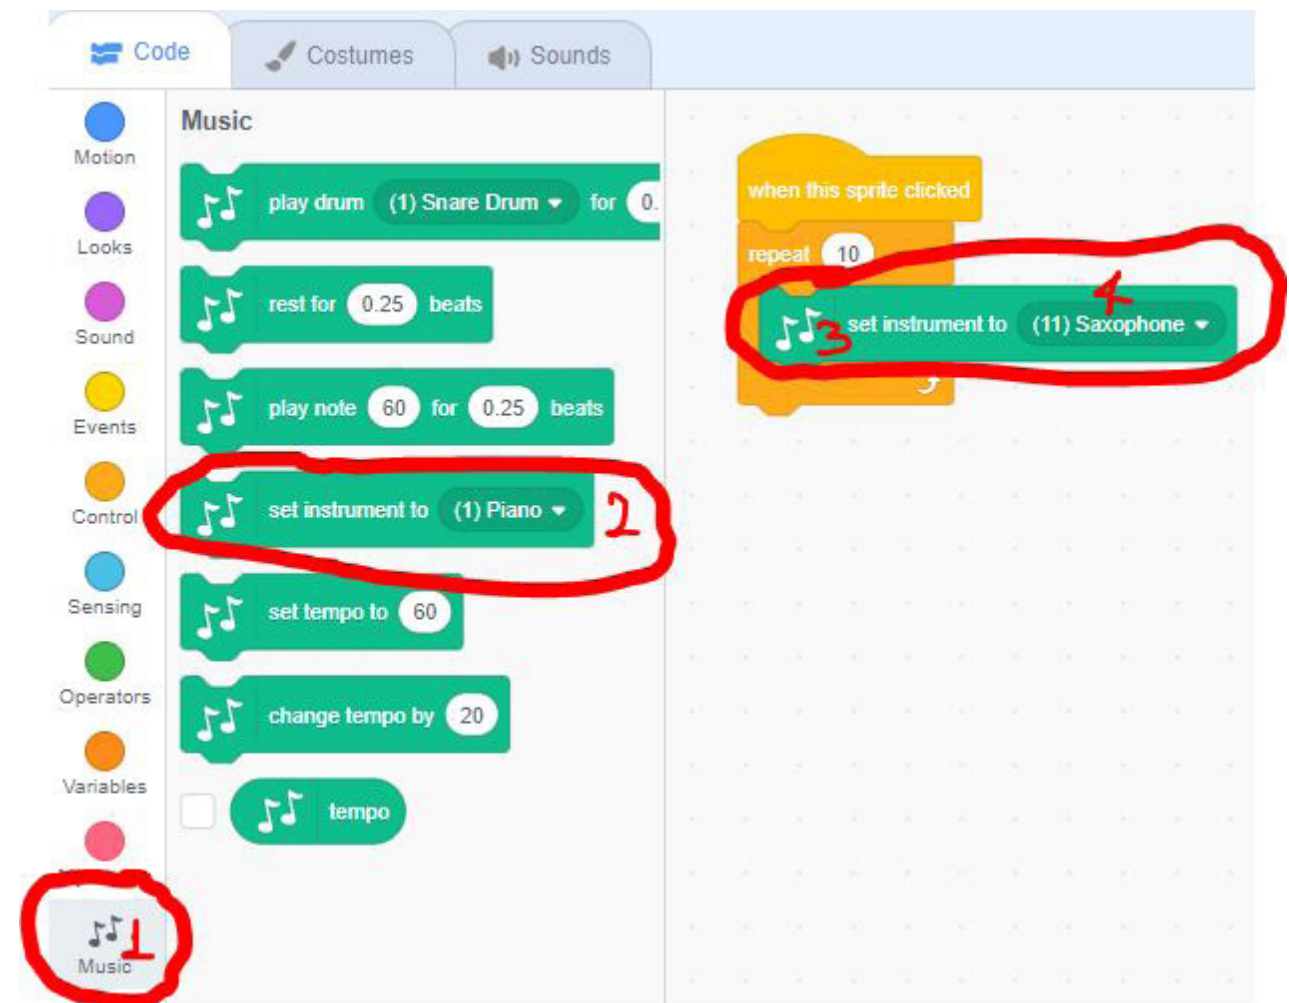 Code Costumes Sounds
Motion
Looks
Sound
Events
Control
Sensing
Operators
Variables
1
Music
Music
play drum (1) Snare Drum for 0.
rest for 0.25 beats
play note 60 for 0.25 beats
set instrument to (1) Piano 2
set tempo to 60
change tempo by 20
tempo
when this sprite clicked
repeat 10
4
3 set instrument to (11) Saxophone